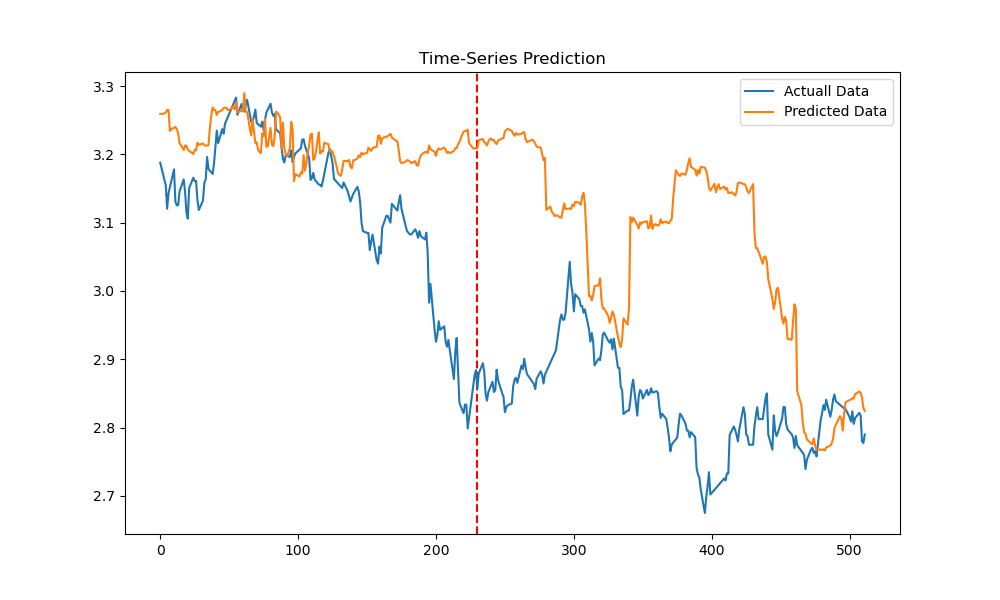 Time-Series Prediction
Actuall Data
Predicted Data
3.3
3.2
3.1
3.0
2.9
2.8
2.7
0 100 200 300 400 500